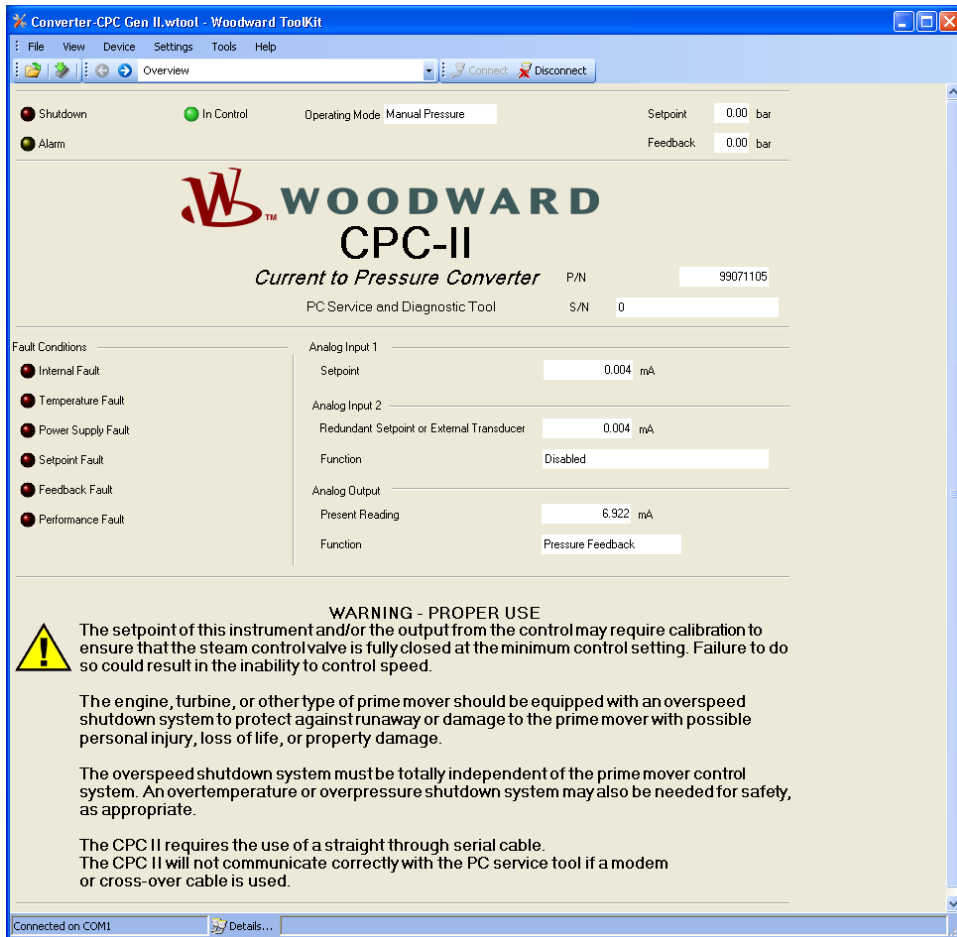 Converter-CPC Gen II.wtool - Woodward ToolKit
File View Device Settings Tools Help
Overview Connect Disconnect
Shutdown In Control Operating Mode Manual Pressure Setpoint 0.00 bar
Alarm Feedback 0.00 bar
W TM WOODWARD
CPC-II
Current to Pressure Converter P/N 99071105
PC Service and Diagnostic Tool S/N 0
Fault Conditions Analog Input 1
Internal Fault Setpoint 0.004 mA
Temperature Fault Analog Input 2
Power Supply Fault Redundant Setpoint or External Transducer 0.004 mA
Setpoint Fault Function Disabled
Feedback Fault Analog Output
Performance Fault Present Reading 6.922 mA
Function Pressure Feedback
WARNING - PROPER USE
The setpoint of this instrument and/or the output from the control may require calibration to
ensure that the steam control valve is fully closed at the minimum control setting. Failure to do
so could result in the inability to control speed.
The engine, turbine, or other type of prime mover should be equipped with an overspeed
shutdown system to protect against runaway or damage to the prime mover with possible
personal injury, loss of life, or property damage.
The overspeed shutdown system must be totally independent of the prime mover control
system. An overtemperature or overpressure shutdown system may also be needed for safety,
as appropriate.
The CPC II requires the use of a straight through serial cable.
The CPC II will not communicate correctly with the PC service tool if a modem
or cross-over cable is used.
Connected on COM1 Details...